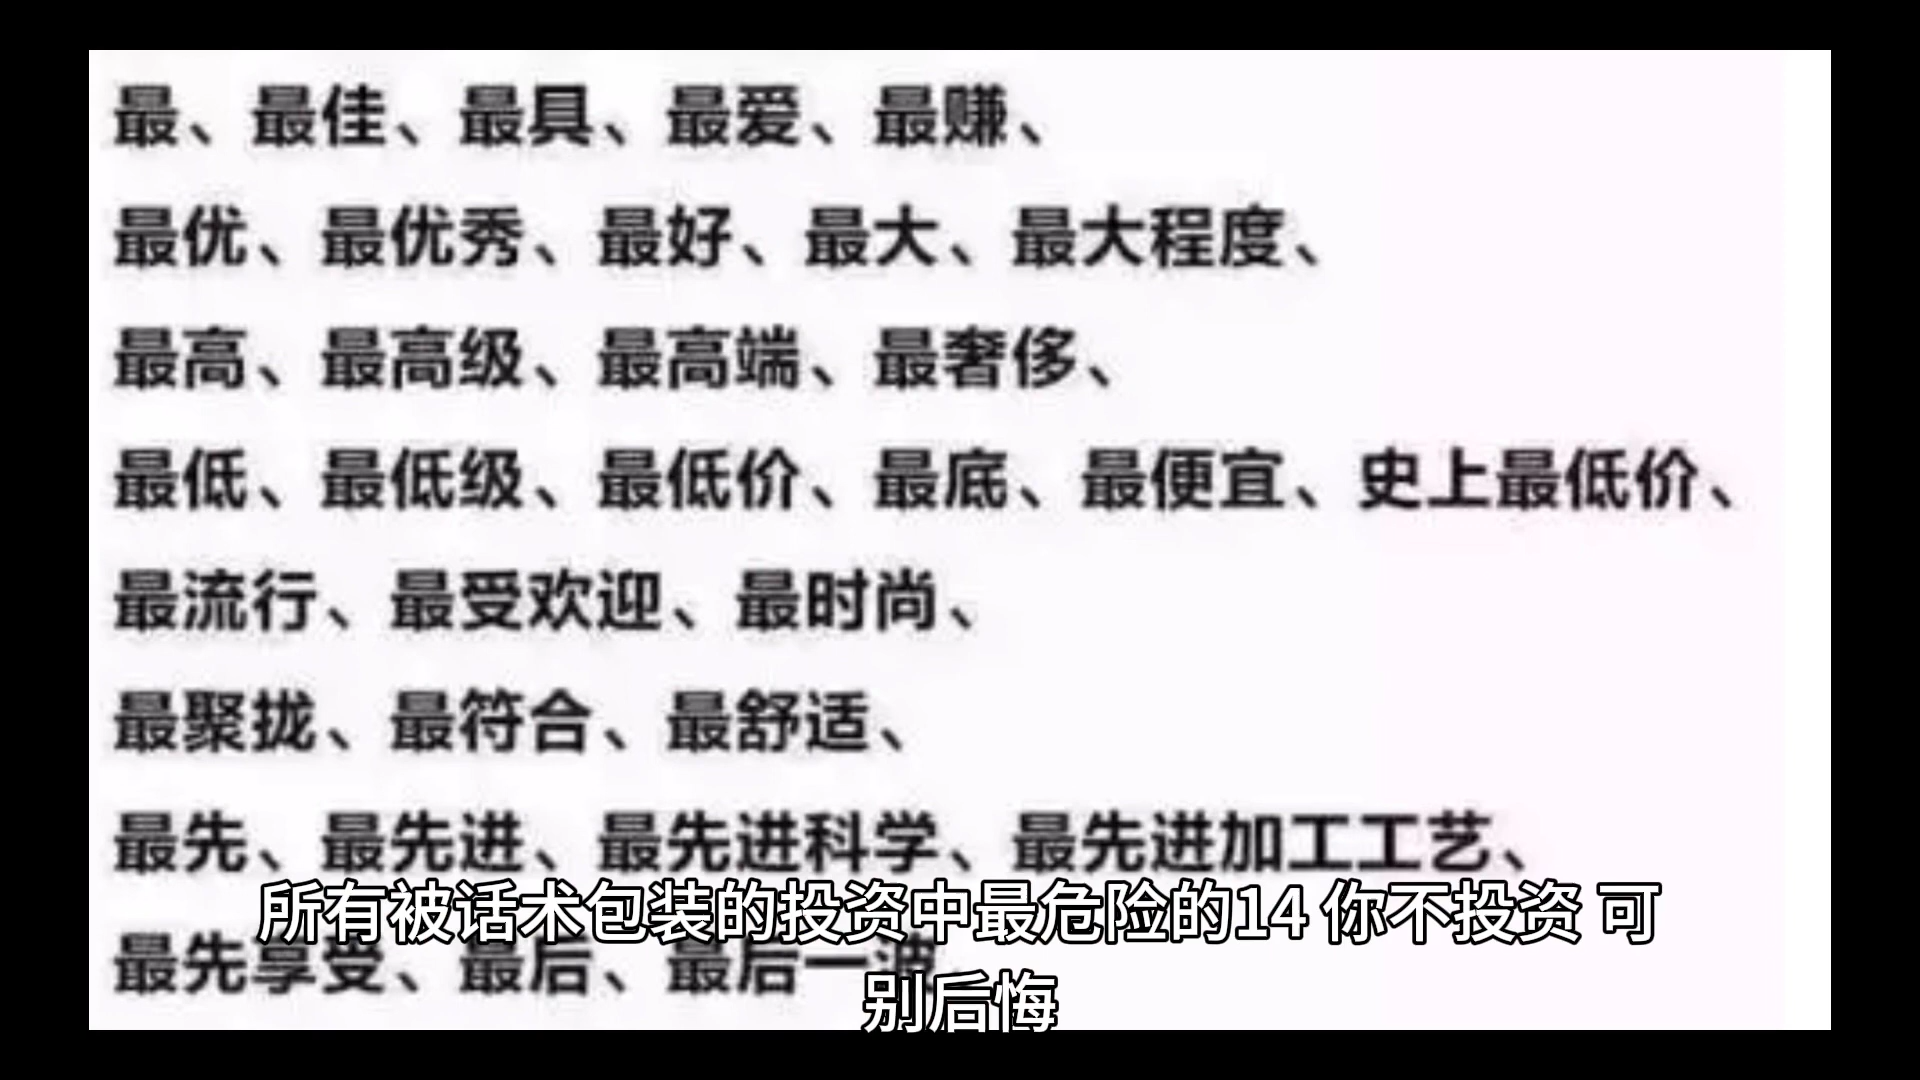 最、最佳、最具、最爱、最赚、
最优、最优秀、最好、最大、最大程度、
最高、最高级、最高端、最奢侈、
最低、最低级、最低价、最底、最便宜、史上最低价、
最流行、最受欢迎、最时尚、
最聚拢、最符合、最舒适、
最先、最先进、最先进科学、最先进加工工艺、
所有被话术包装的投资中最危险的14 你不投资 可
最先享受、最后、最后一波、
别后悔